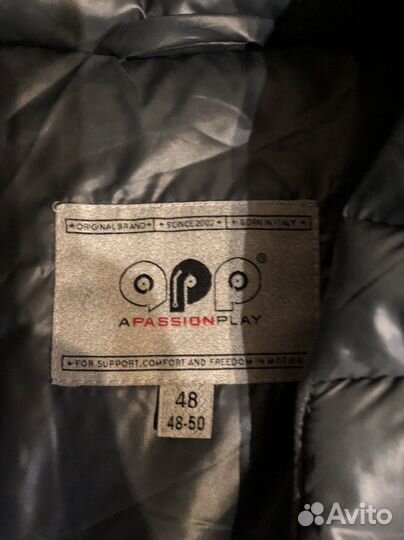 ★ORIGINAL BRAND★ ★SCINCE 2002★ ★BORN IN ITALY★
app®
APASSIONPLAY
★FOR SUPPORT, COMFORT AND FREEDOM IN MOTION
48
48-50
Avito